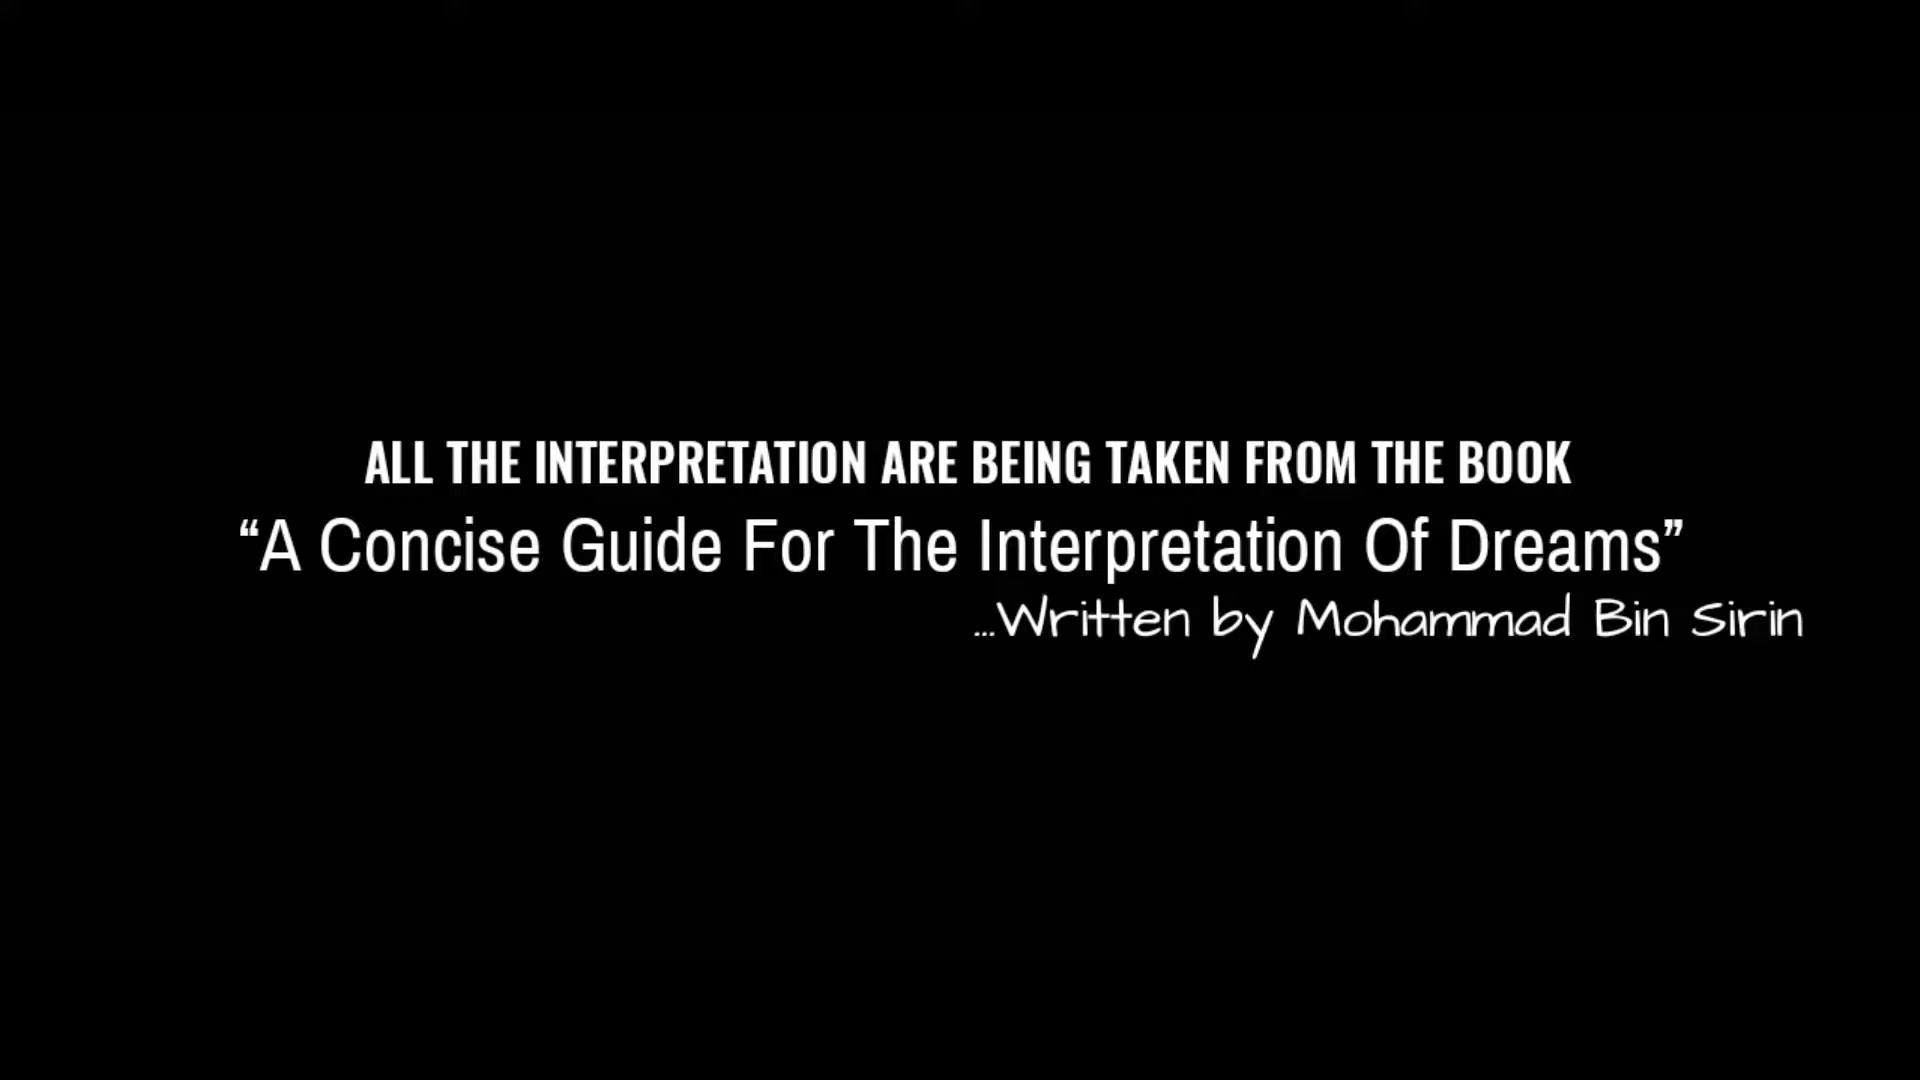 ALL THE INTERPRETATION ARE BEING TAKEN FROM THE BOOK
“A Concise Guide For The Interpretation Of Dreams”
...Written by Mohammad Bin Sirin